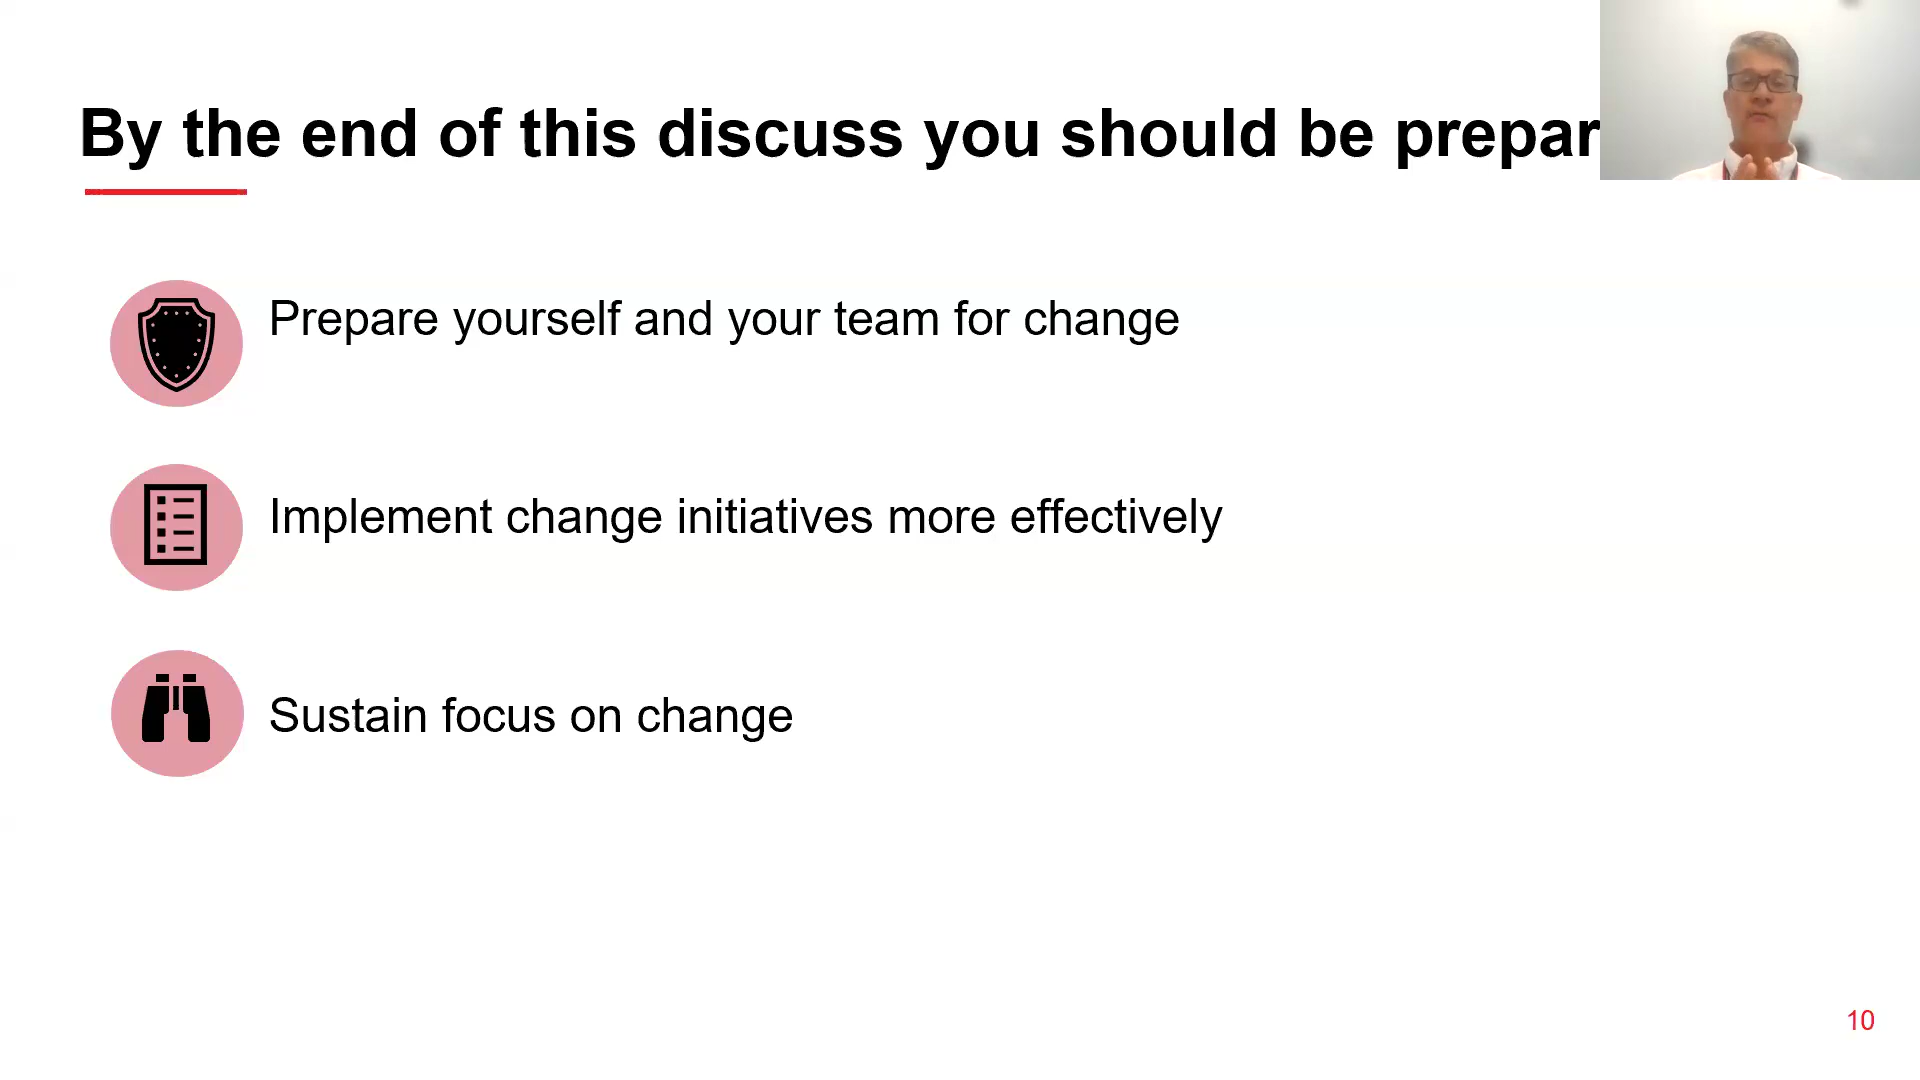 By the end of this discuss you should be prepar
Prepare yourself and your team for change
Implement change initiatives more effectively
Sustain focus on change
10